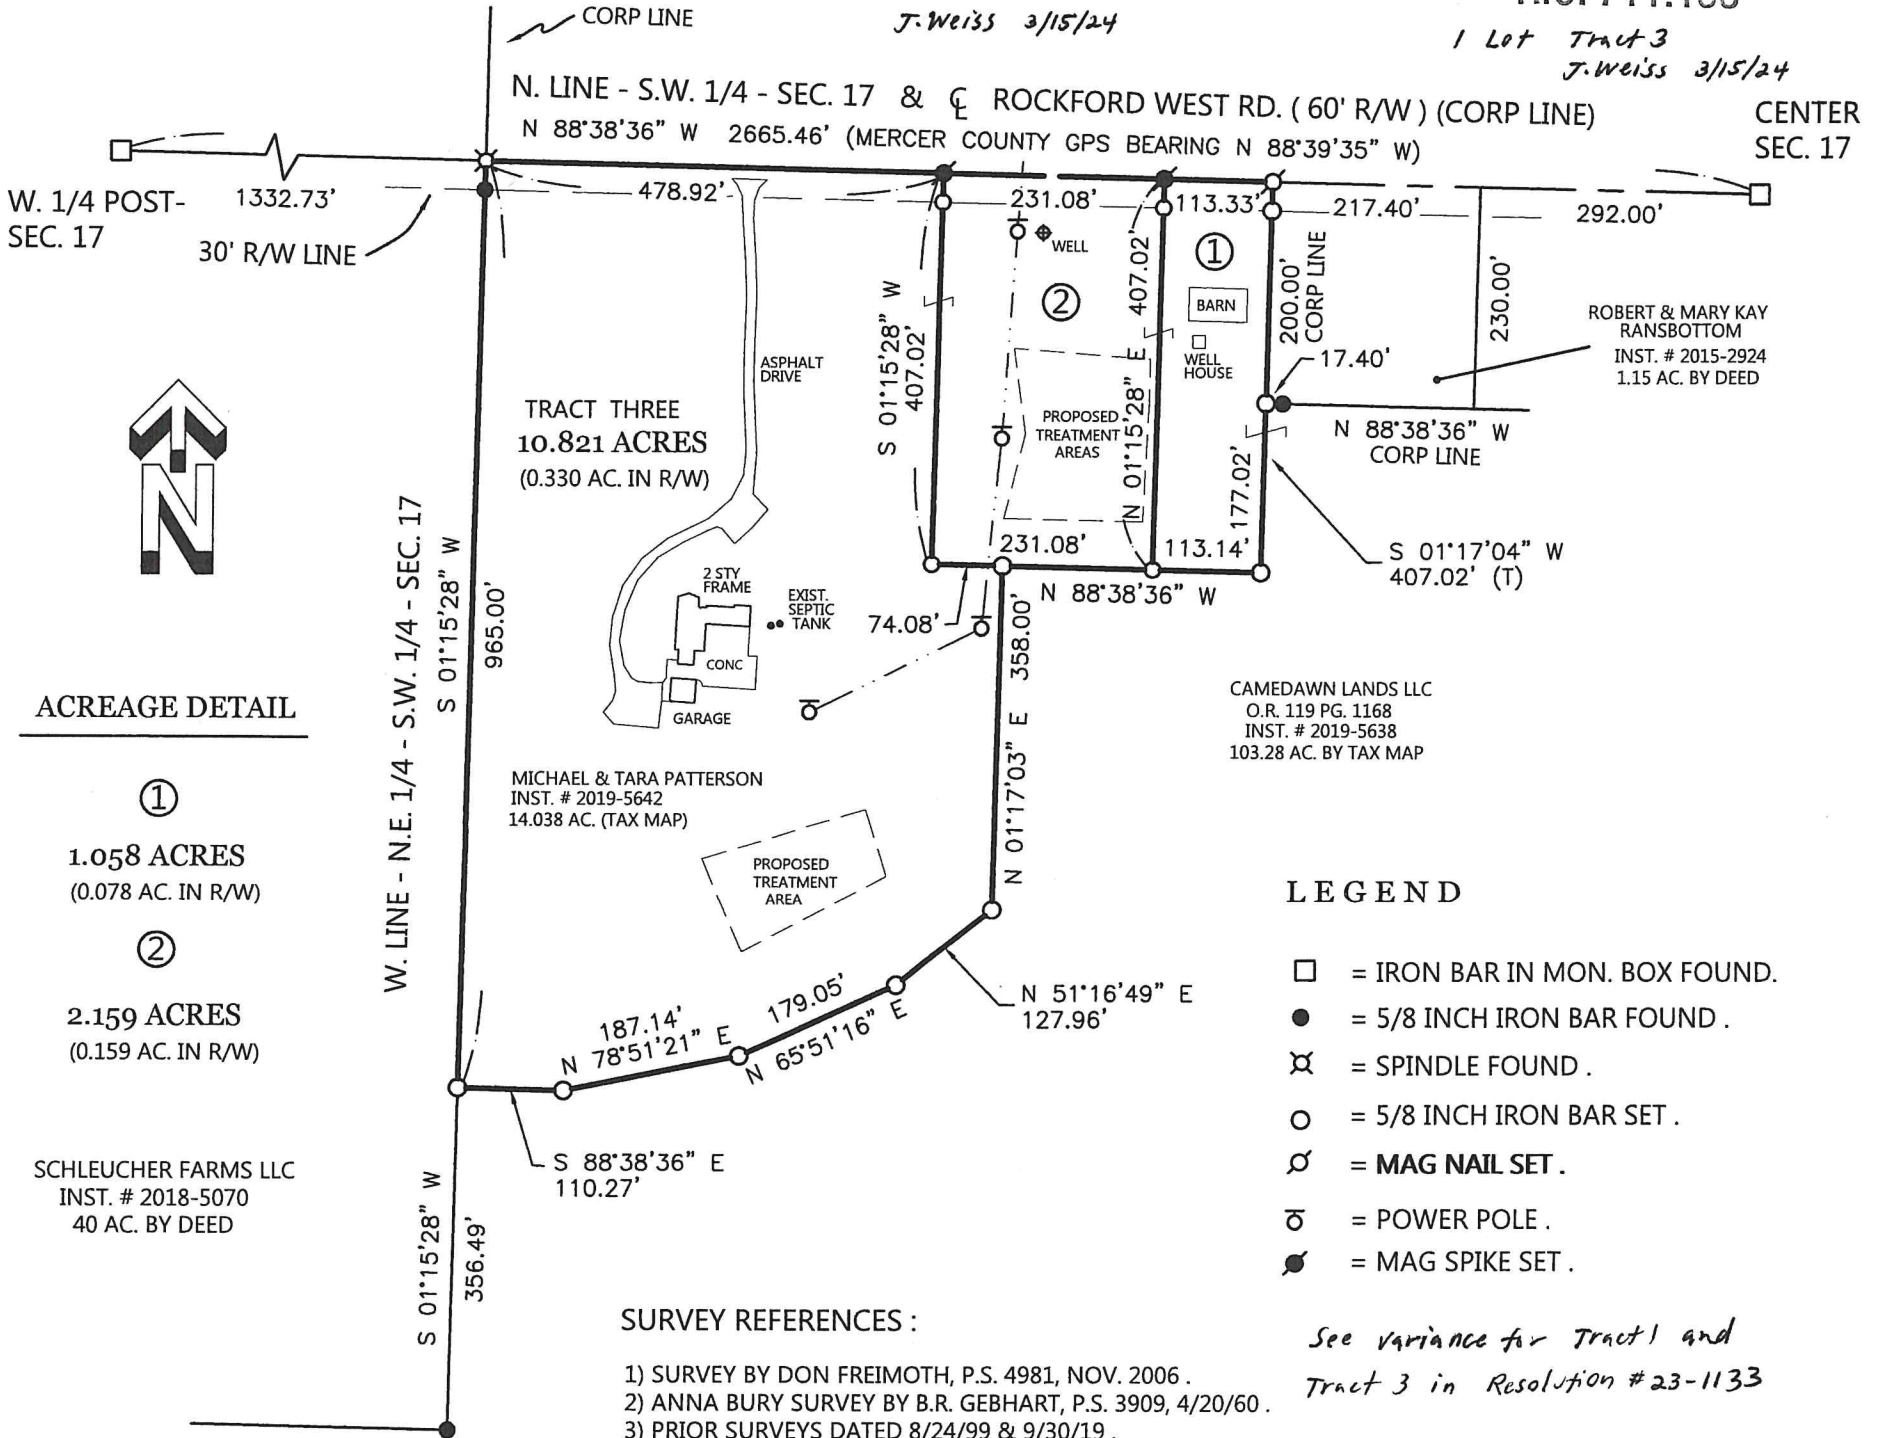 CORP LINE
J. Weiss 3/15/24
1 Lot Tract 3
J. Weiss 3/15/24
N. LINE - S.W. 1/4 - SEC. 17 & ℄ ROCKFORD WEST RD. ( 60' R/W ) (CORP LINE)
CENTER
SEC. 17
N 88°38'36” W 2665.46' (MERCER COUNTY GPS BEARING N 88°39'35” W)
W. 1/4 POST-
SEC. 17
1332.73'
478.92'
231.08'
113.33'
217.40'
292.00'
30' R/W LINE
WELL
①
②
BARN
WELL
HOUSE
407.02'
N 01°15'28” E
S 01°15'28” W
407.02'
200.00'
CORP LINE
230.00'
17.40'
ROBERT & MARY KAY
RANSBOTTOM
INST. # 2015-2924
1.15 AC. BY DEED
ASPHALT
DRIVE
TRACT THREE
10.821 ACRES
(0.330 AC. IN R/W)
PROPOSED
TREATMENT
AREAS
N 88°38'36” W
CORP LINE
177.02'
N
231.08'
113.14'
S 01°17'04” W
407.02' (T)
N 88°38'36” W
74.08'
2 STY
FRAME
EXIST.
SEPTIC
TANK
CONC
GARAGE
W. LINE - N.E. 1/4 - S.W. 1/4 - SEC. 17
S 01°15'28” W
965.00'
358.00'
N 01°17'03” E
CAMEDAWN LANDS LLC
O.R. 119 PG. 1168
INST. # 2019-5638
103.28 AC. BY TAX MAP
ACREAGE DETAIL
①
1.058 ACRES
(0.078 AC. IN R/W)
②
2.159 ACRES
(0.159 AC. IN R/W)
MICHAEL & TARA PATTERSON
INST. # 2019-5642
14.038 AC. (TAX MAP)
PROPOSED
TREATMENT
AREA
N 51°16'49” E
127.96'
179.05'
N 65°51'16” E
187.14'
N 78°51'21” E
S 88°38'36” E
110.27'
LEGEND
= IRON BAR IN MON. BOX FOUND.
= 5/8 INCH IRON BAR FOUND .
= SPINDLE FOUND .
= 5/8 INCH IRON BAR SET .
= MAG NAIL SET .
= POWER POLE .
= MAG SPIKE SET .
SCHLEUCHER FARMS LLC
INST. # 2018-5070
40 AC. BY DEED
S 01°15'28” W
356.49'
SURVEY REFERENCES :
1) SURVEY BY DON FREIMOTH, P.S. 4981, NOV. 2006 .
2) ANNA BURY SURVEY BY B.R. GEBHART, P.S. 3909, 4/20/60 .
3) PRIOR SURVEYS DATED 8/24/99 & 9/30/19 .
See variance for Tract 1 and
Tract 3 in Resolution # 23-1133